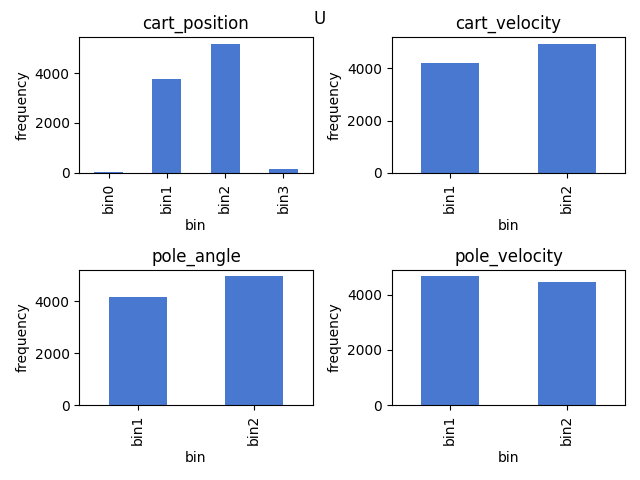 U
cart_position
frequency
4000
2000
0
bin0
bin1
bin2
bin3
bin
cart_velocity
frequency
4000
2000
0
bin1
bin2
bin
pole_angle
frequency
4000
2000
0
bin1
bin2
bin
pole_velocity
frequency
4000
2000
0
bin1
bin2
bin